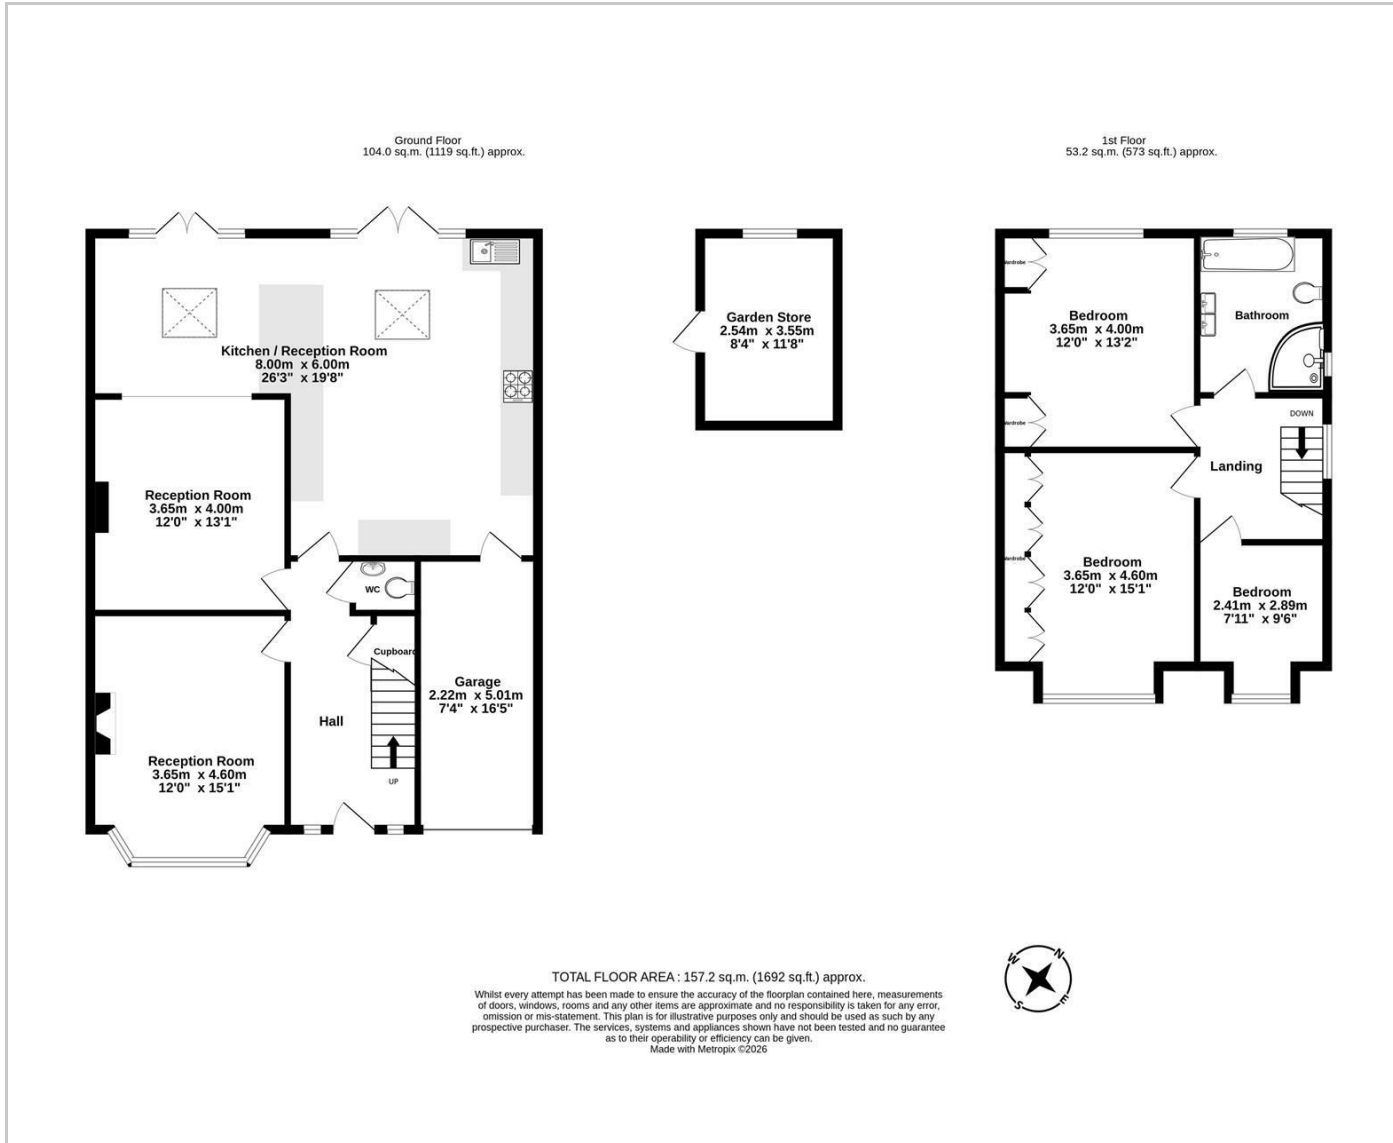 Ground Floor
104.0 sq.m. (1119 sq.ft.) approx.
1st Floor
53.2 sq.m. (573 sq.ft.) approx.
Kitchen / Reception Room
8.00m x 6.00m
26'3" x 19'8"
Garden Store
2.54m x 3.55m
8'4" x 11'8"
Wardrobe
Bedroom
3.65m x 4.00m
12'0" x 13'2"
Bathroom
Wardrobe
DOWN
Landing
Reception Room
3.65m x 4.00m
12'0" x 13'1"
WC
Cupboard
Wardrobe
Bedroom
3.65m x 4.60m
12'0" x 15'1"
Bedroom
2.41m x 2.89m
7'11" x 9'6"
Garage
2.22m x 5.01m
7'4" x 16'5"
Hall
Reception Room
3.65m x 4.60m
12'0" x 15'1"
UP
N
W
E
S
TOTAL FLOOR AREA : 157.2 sq.m. (1692 sq.ft.) approx.
Whilst every attempt has been made to ensure the accuracy of the floorplan contained here, measurements
of doors, windows, rooms and any other items are approximate and no responsibility is taken for any error,
omission or mis-statement. This plan is for illustrative purposes only and should be used as such by any
prospective purchaser. The services, systems and appliances shown have not been tested and no guarantee
as to their operability or efficiency can be given.
Made with Metropix ©2026